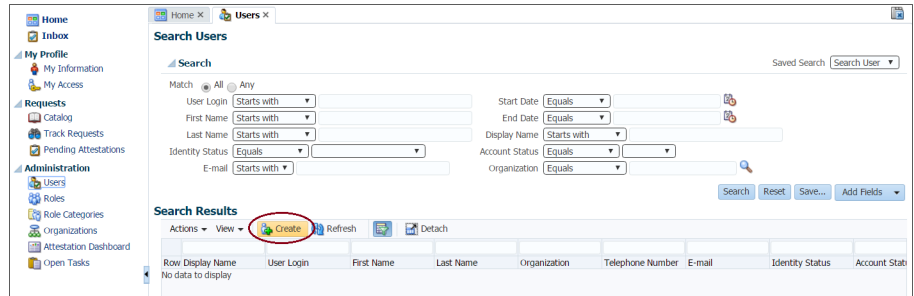 Home
Inbox
My Profile
My Information
My Access
Requests
Catalog
Track Requests
Pending Attestations
Administration
Users
Roles
Role Categories
Organizations
Attestation Dashboard
Open Tasks
Home × Users ×
Search Users
Search
Saved Search Search User
Match All Any
User Login Starts with Start Date Equals
First Name Starts with End Date Equals
Last Name Starts with Display Name Starts with
Identity Status Equals Account Status Equals
E-mail Starts with Organization Equals
Search Reset Save... Add Fields
Search Results
Actions View Create Refresh Detach
Row Display Name User Login First Name Last Name Organization Telephone Number E-mail Identity Status Account Statu
No data to display